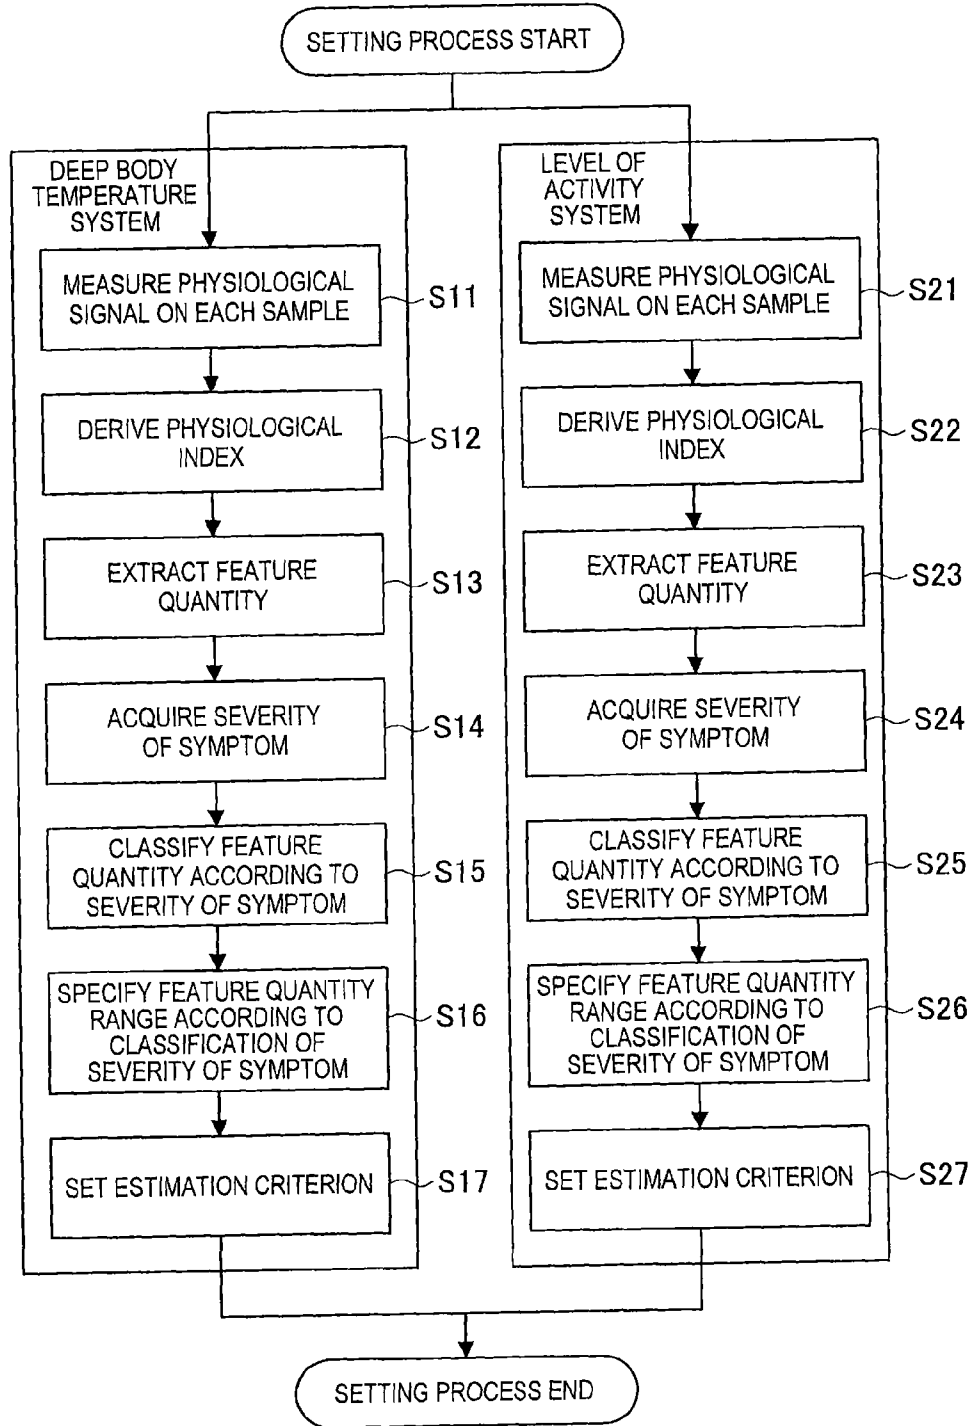 SETTING PROCESS START
DEEP BODY
TEMPERATURE
SYSTEM
MEASURE PHYSIOLOGICAL
SIGNAL ON EACH SAMPLE
S11
DERIVE PHYSIOLOGICAL
INDEX
S12
EXTRACT FEATURE
QUANTITY
S13
ACQUIRE SEVERITY
OF SYMPTOM
S14
CLASSIFY FEATURE
QUANTITY ACCORDING TO
SEVERITY OF SYMPTOM
S15
SPECIFY FEATURE QUANTITY
RANGE ACCORDING TO
CLASSIFICATION OF
SEVERITY OF SYMPTOM
S16
SET ESTIMATION CRITERION
S17
LEVEL OF
ACTIVITY
SYSTEM
MEASURE PHYSIOLOGICAL
SIGNAL ON EACH SAMPLE
S21
DERIVE PHYSIOLOGICAL
INDEX
S22
EXTRACT FEATURE
QUANTITY
S23
ACQUIRE SEVERITY
OF SYMPTOM
S24
CLASSIFY FEATURE
QUANTITY ACCORDING TO
SEVERITY OF SYMPTOM
S25
SPECIFY FEATURE QUANTITY
RANGE ACCORDING TO
CLASSIFICATION OF
SEVERITY OF SYMPTOM
S26
SET ESTIMATION CRITERION
S27
SETTING PROCESS END